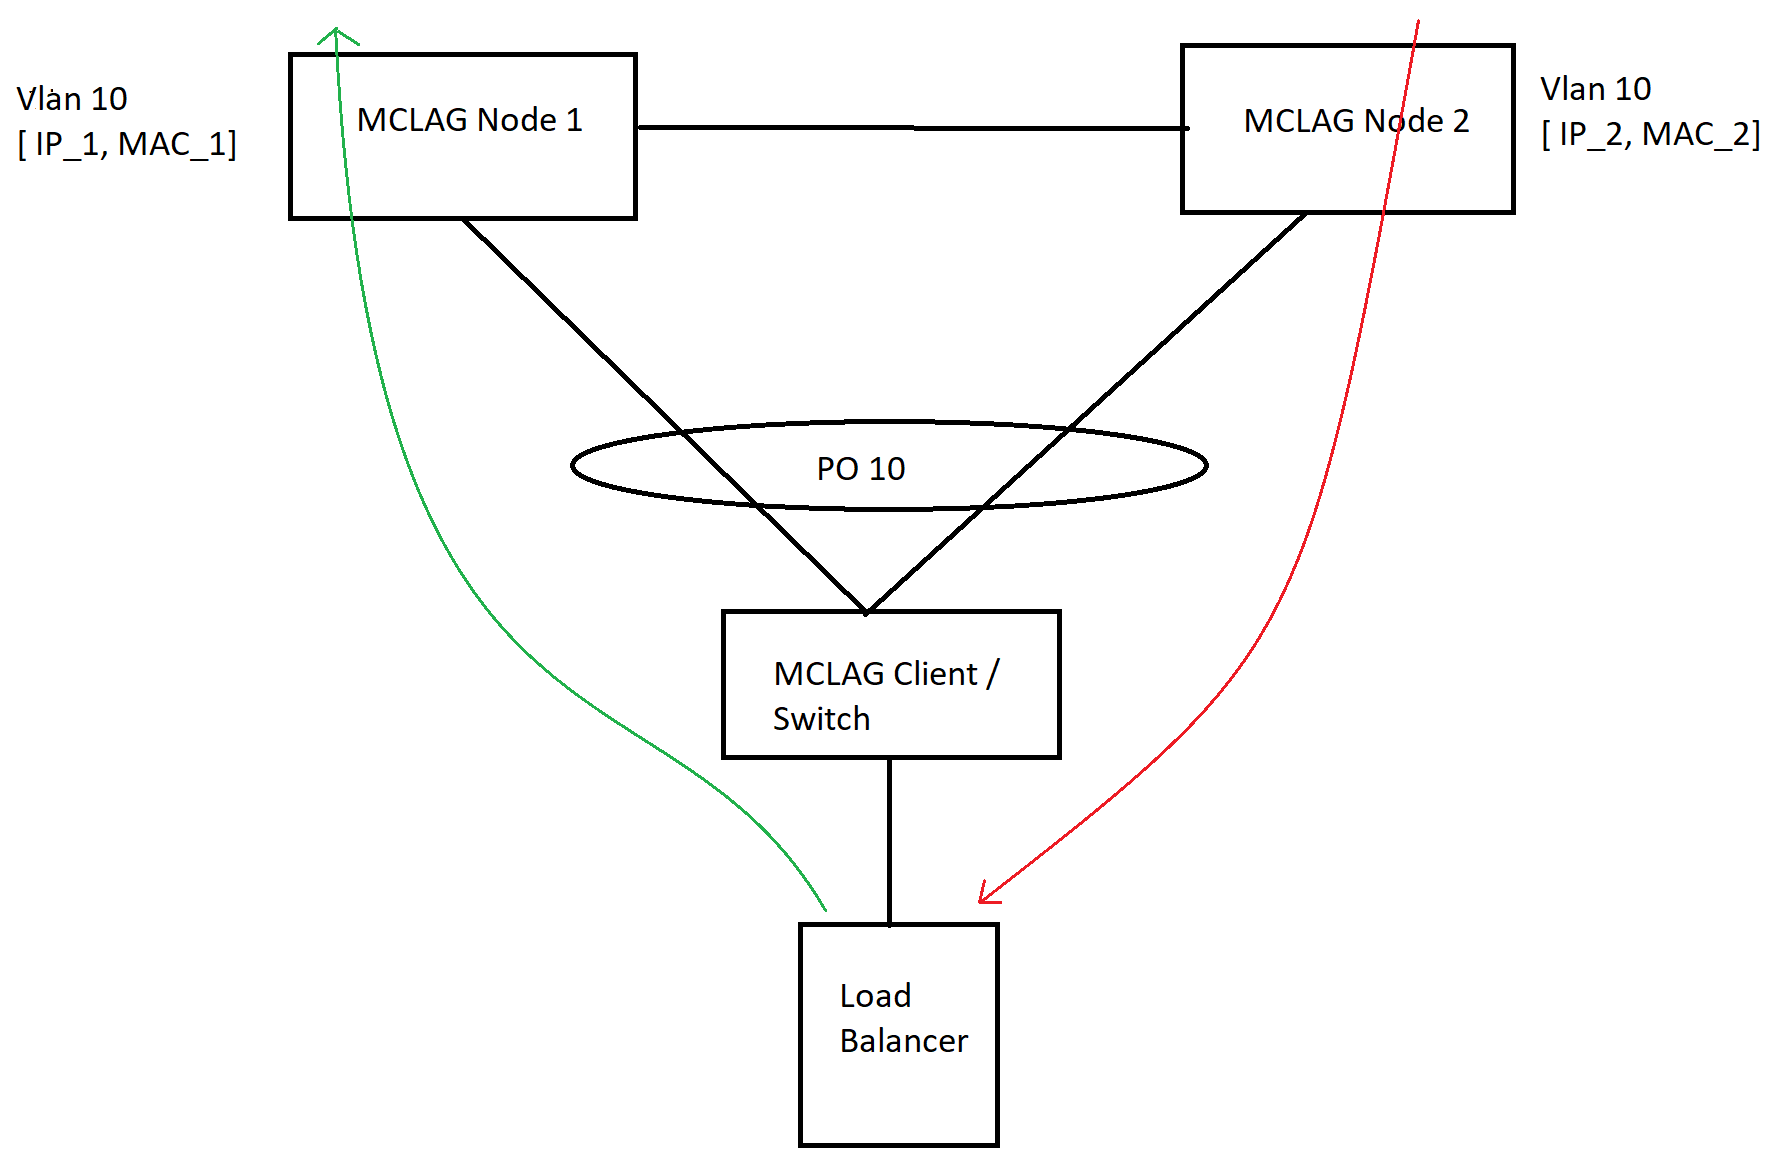 Vlan 10
[ IP_1, MAC_1]
MCLAG Node 1
MCLAG Node 2
Vlan 10
[ IP_2, MAC_2]
PO 10
MCLAG Client /
Switch
Load
Balancer